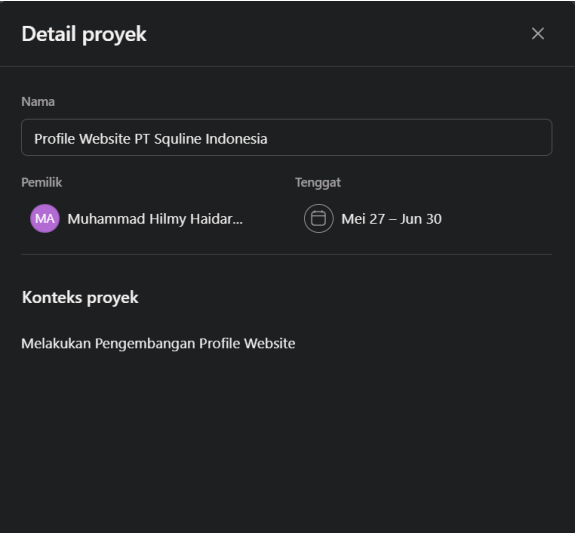 Detail proyek
Nama
Profile Website PT Squline Indonesia
Pemilik
Tenggat
MA
Muhammad Hilmy Haidar...
Mei 27 – Jun 30
Konteks proyek
Melakukan Pengembangan Profile Website